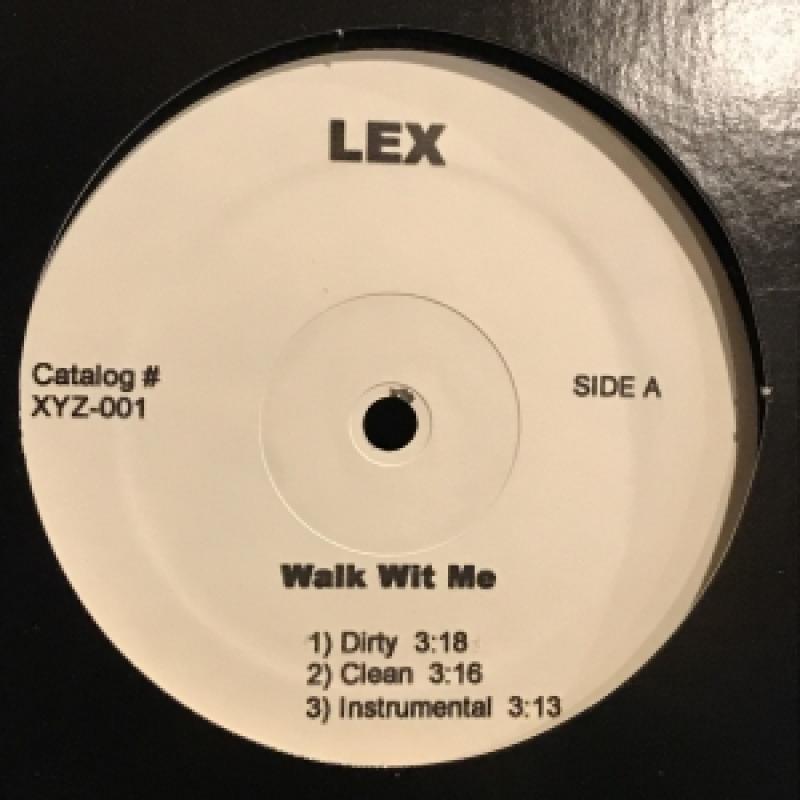 LEX
Catalog #
XYZ-001
SIDE A
Walk Wit Me
1) Dirty 3:18
2) Clean 3:16
3) Instrumental 3:13